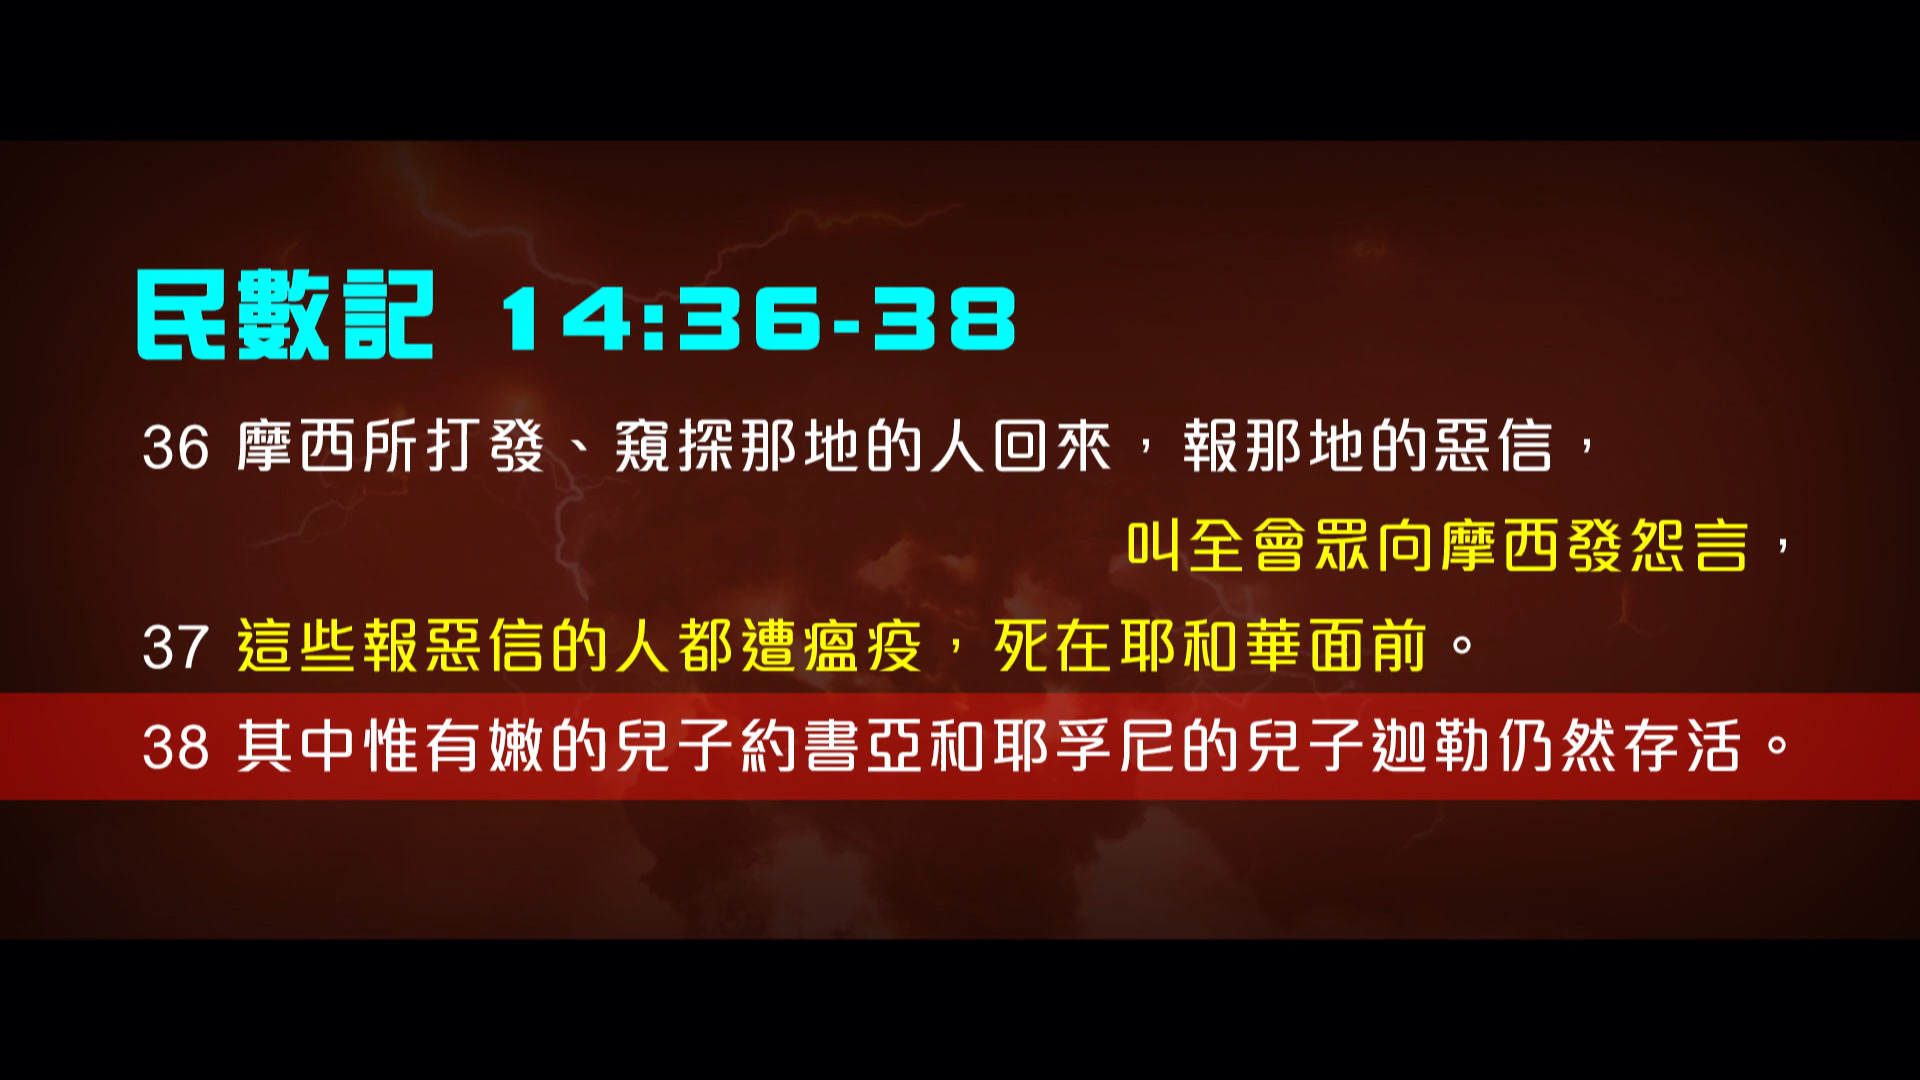 民數記 14:36-38
36 摩西所打發、窺探那地的人回來，報那地的惡信，
叫全會眾向摩西發怨言，
37 這些報惡信的人都遭瘟疫，死在耶和華面前。
38 其中惟有嫩的兒子約書亞和耶孚尼的兒子迦勒仍然存活。